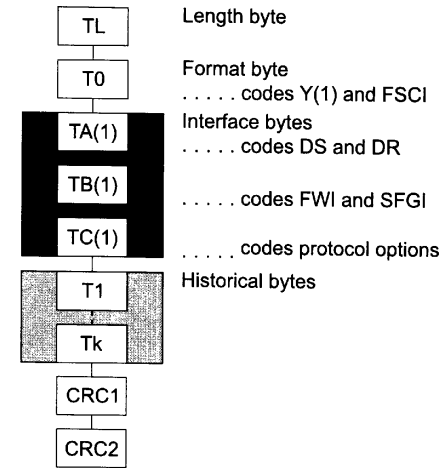 TL Length byte
T0 Format byte
. . . . . codes Y(1) and FSCI
Interface bytes
TA(1) . . . . . codes DS and DR
TB(1) . . . . . codes FWI and SFGI
TC(1) . . . . . codes protocol options
T1 Historical bytes
Tk
CRC1
CRC2